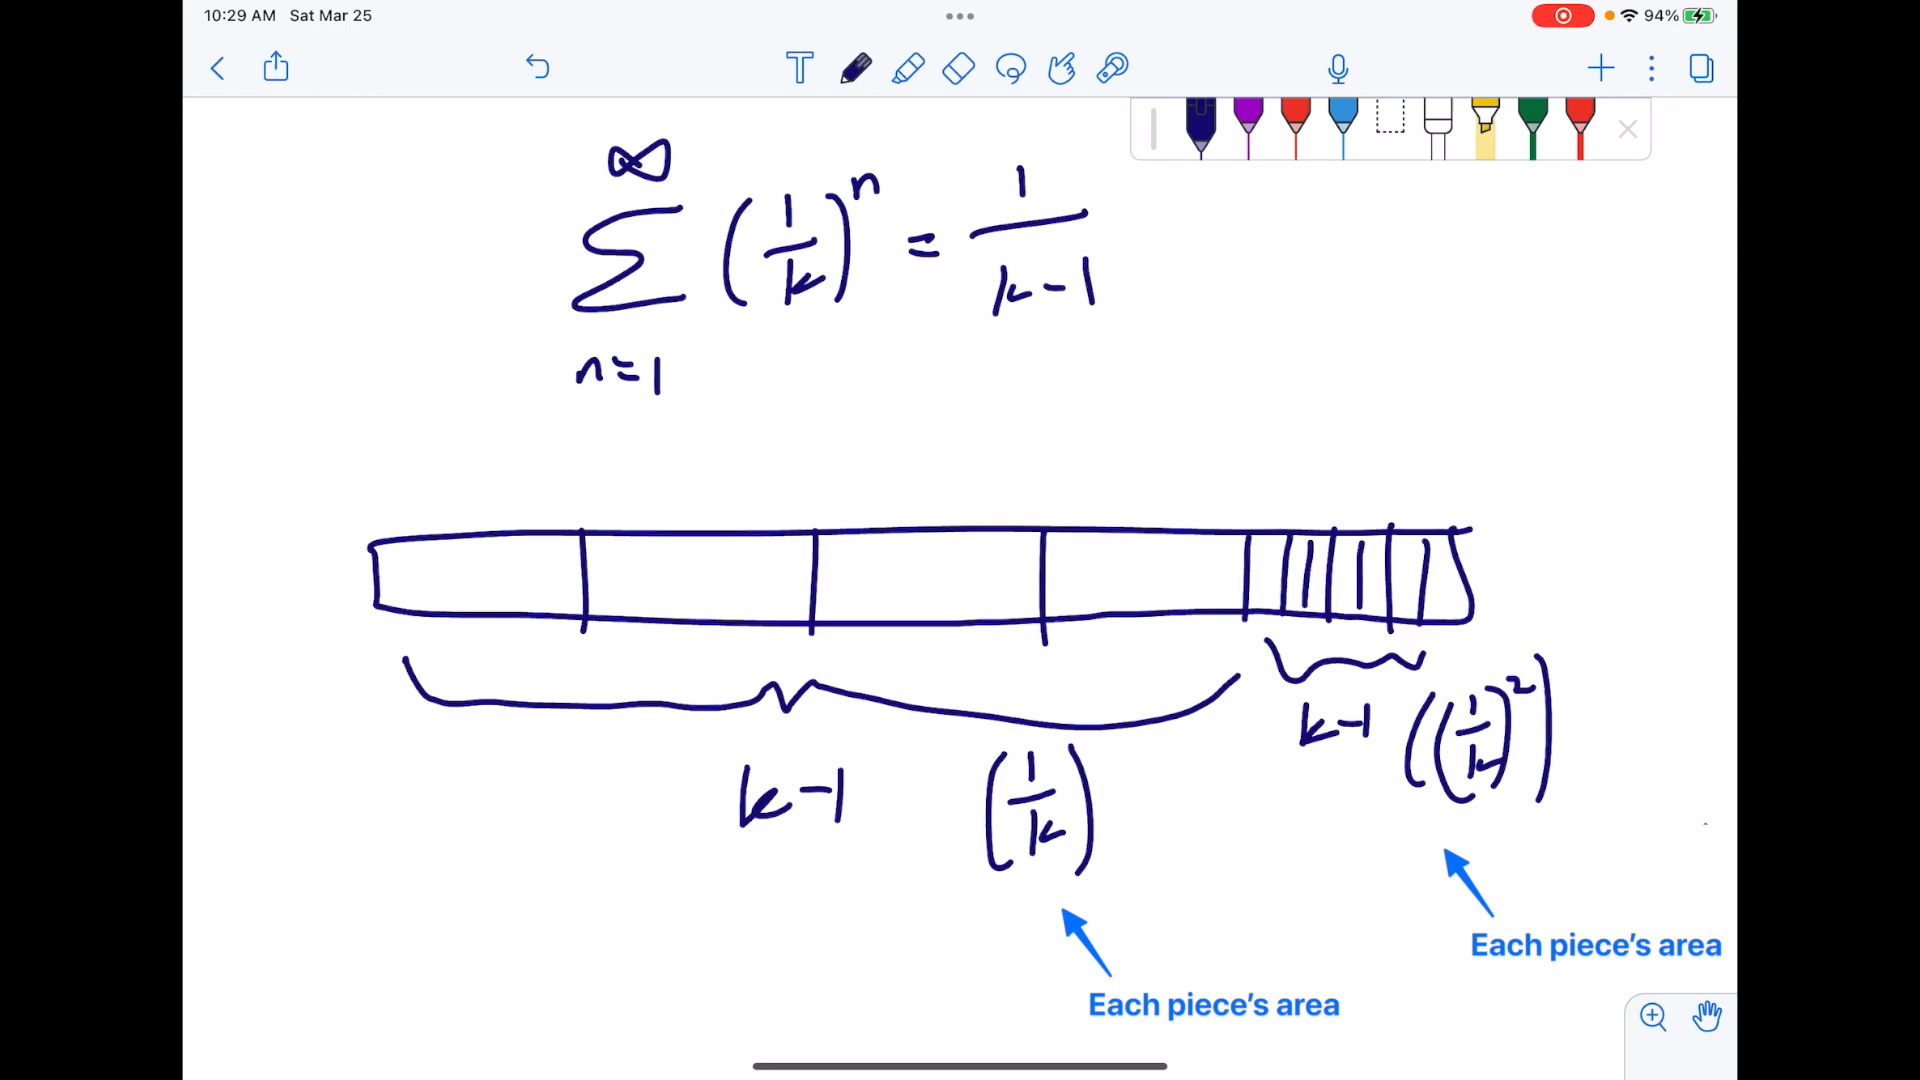 10:29 AM Sat Mar 25
94%
T
∞
∑ (1/k)^n = 1/(k-1)
n=1
k-1 ((1/k)^2)
k-1 (1/k)
Each piece’s area
Each piece’s area